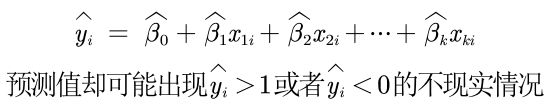 ŷᵢ = β̂₀ + β̂₁x₁ᵢ + β̂₂x₂ᵢ + ⋯ + β̂ₖxₖᵢ
预测值却可能出现ŷᵢ > 1或者ŷᵢ < 0的不现实情况